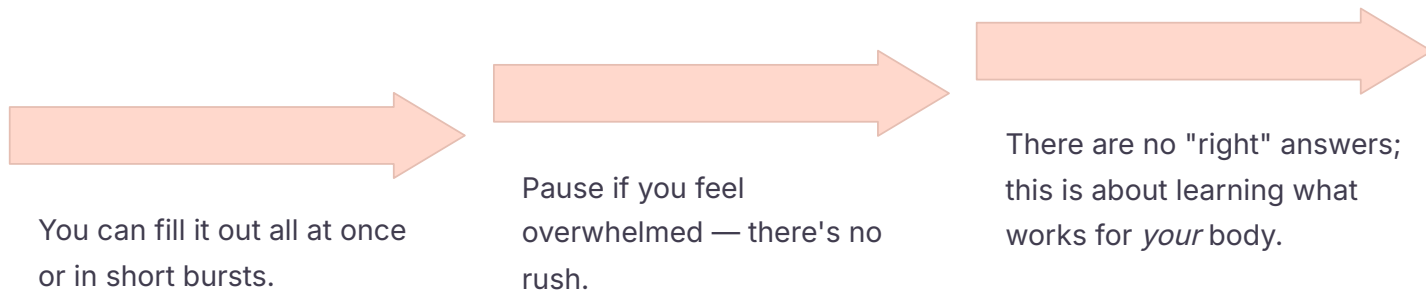 You can fill it out all at once
or in short bursts.
Pause if you feel
overwhelmed — there's no
rush.
There are no "right" answers;
this is about learning what
works for your body.